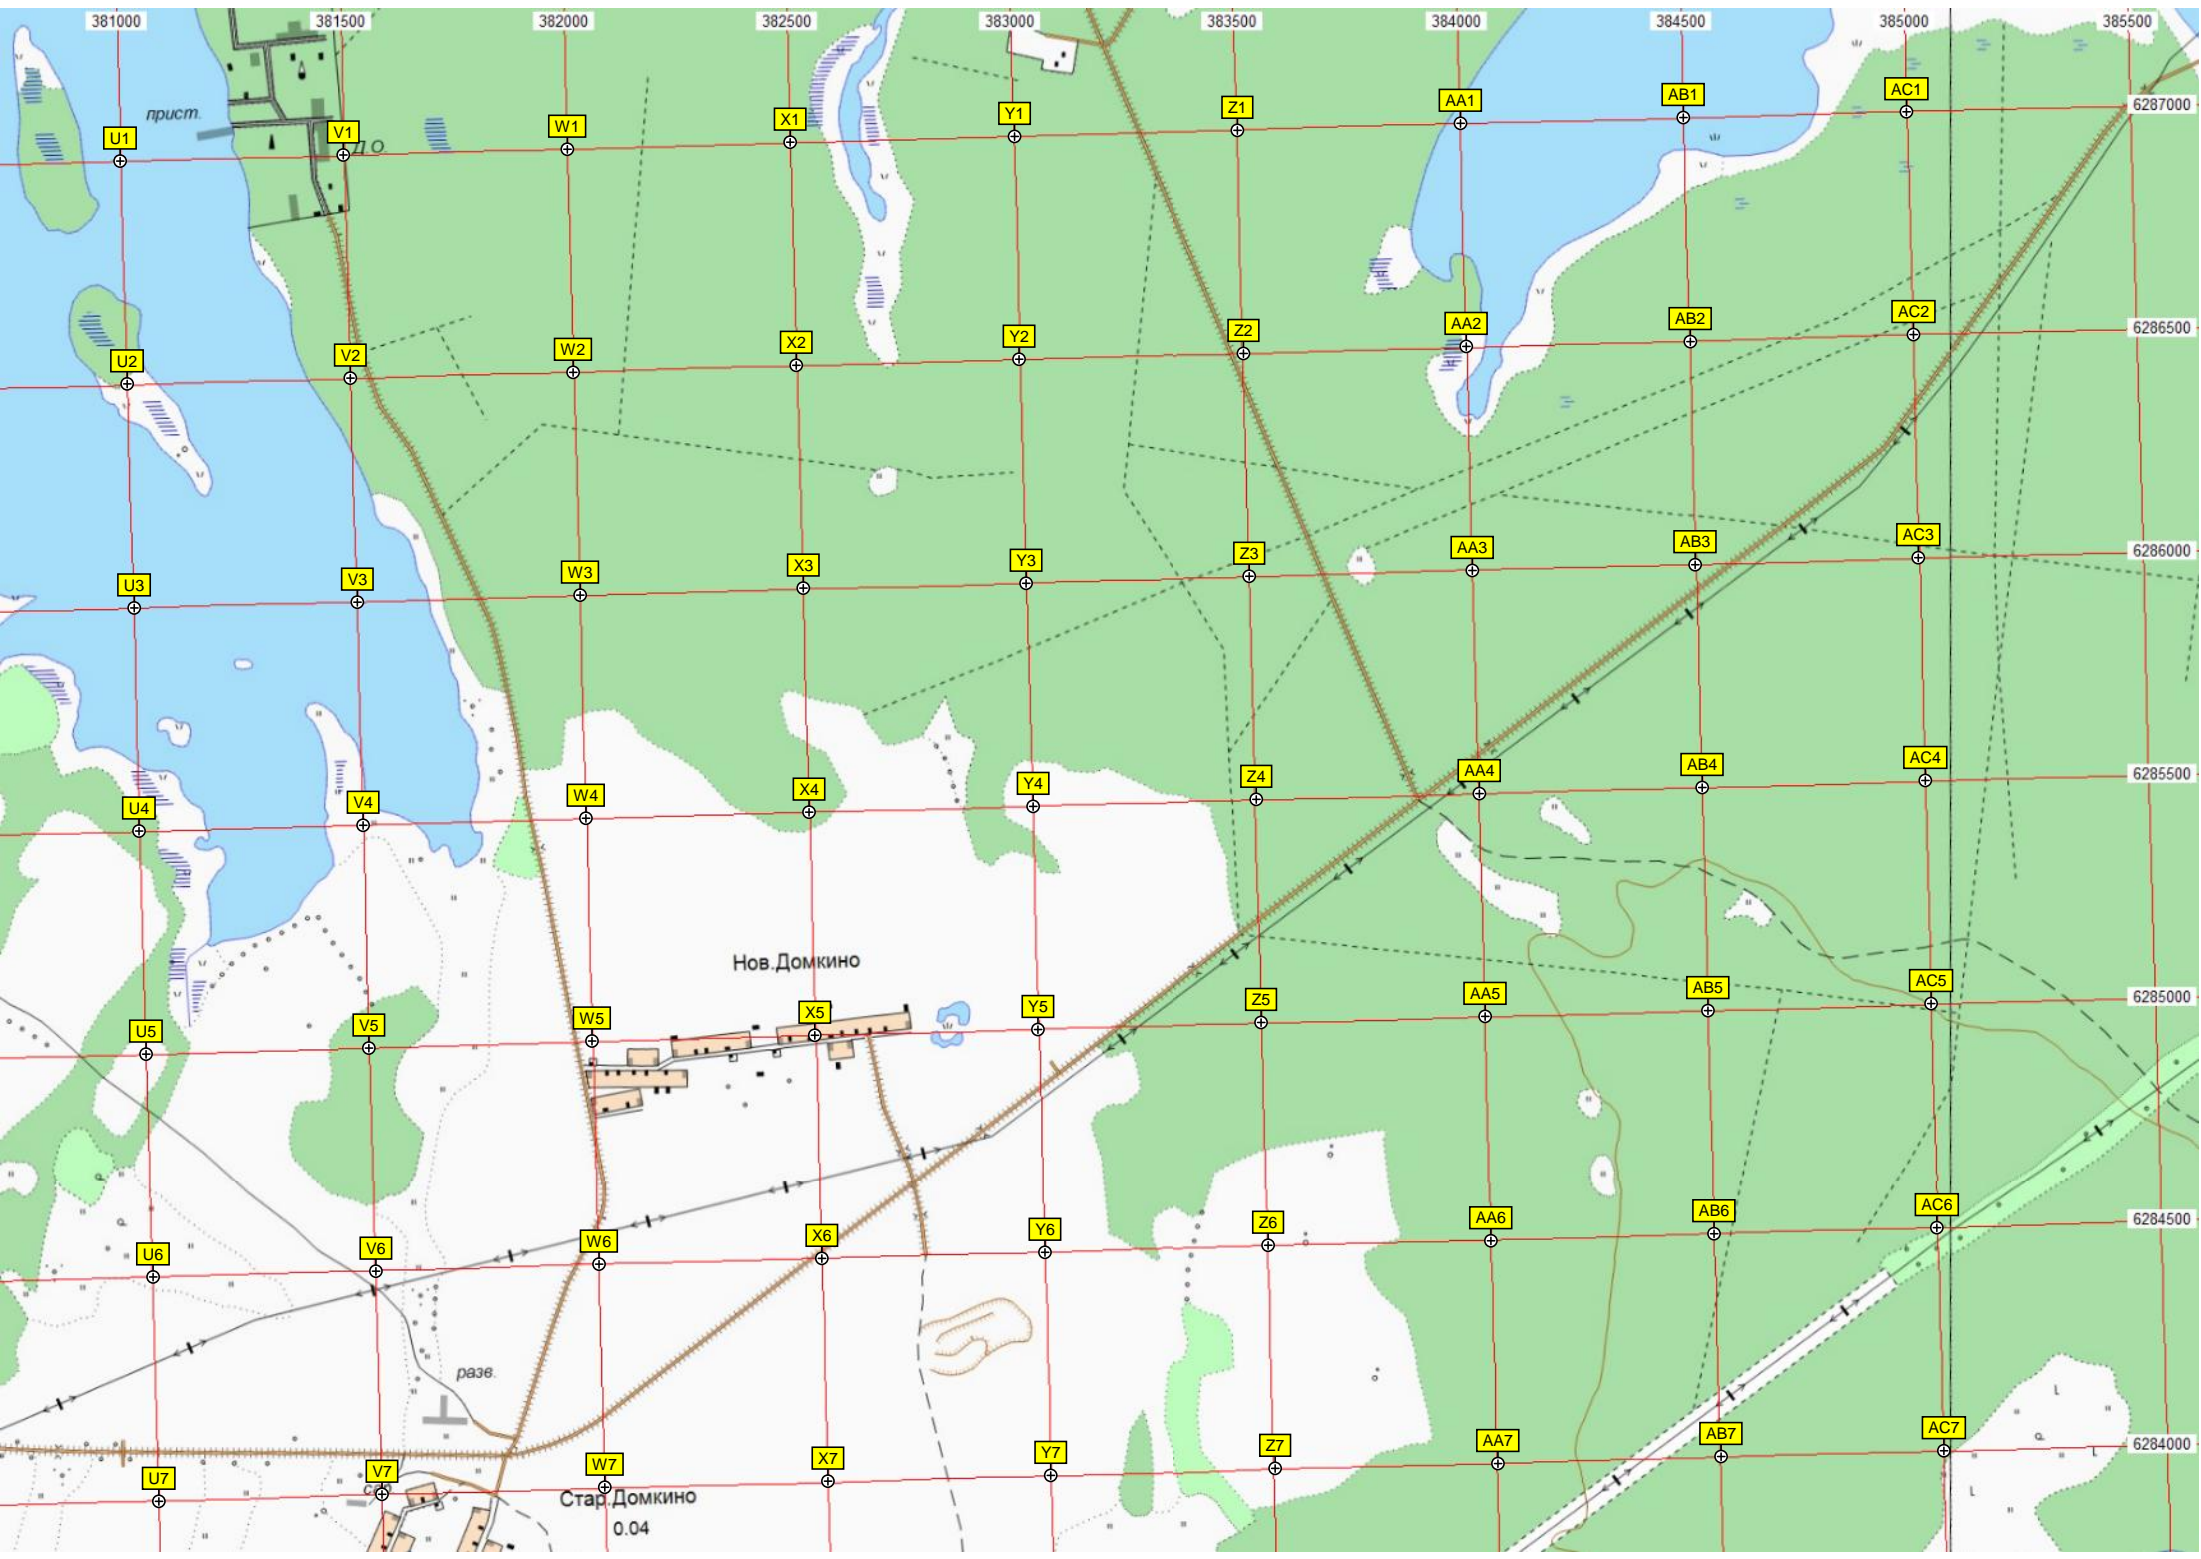 381000 381500 382000 382500 383000 383500 384000 384500 385000 385500
6287000
прист.
Д.О.
U1 V1 W1 X1 Y1 Z1 AA1 AB1 AC1
6286500
U2 V2 W2 X2 Y2 Z2 AA2 AB2 AC2
6286000
U3 V3 W3 X3 Y3 Z3 AA3 AB3 AC3
6285500
U4 V4 W4 X4 Y4 Z4 AA4 AB4 AC4
Нов.Домкино
6285000
U5 V5 W5 X5 Y5 Z5 AA5 AB5 AC5
6284500
U6 V6 W6 X6 Y6 Z6 AA6 AB6 AC6
разв.
6284000
U7 V7 W7 X7 Y7 Z7 AA7 AB7 AC7
Стар.Домкино
0.04